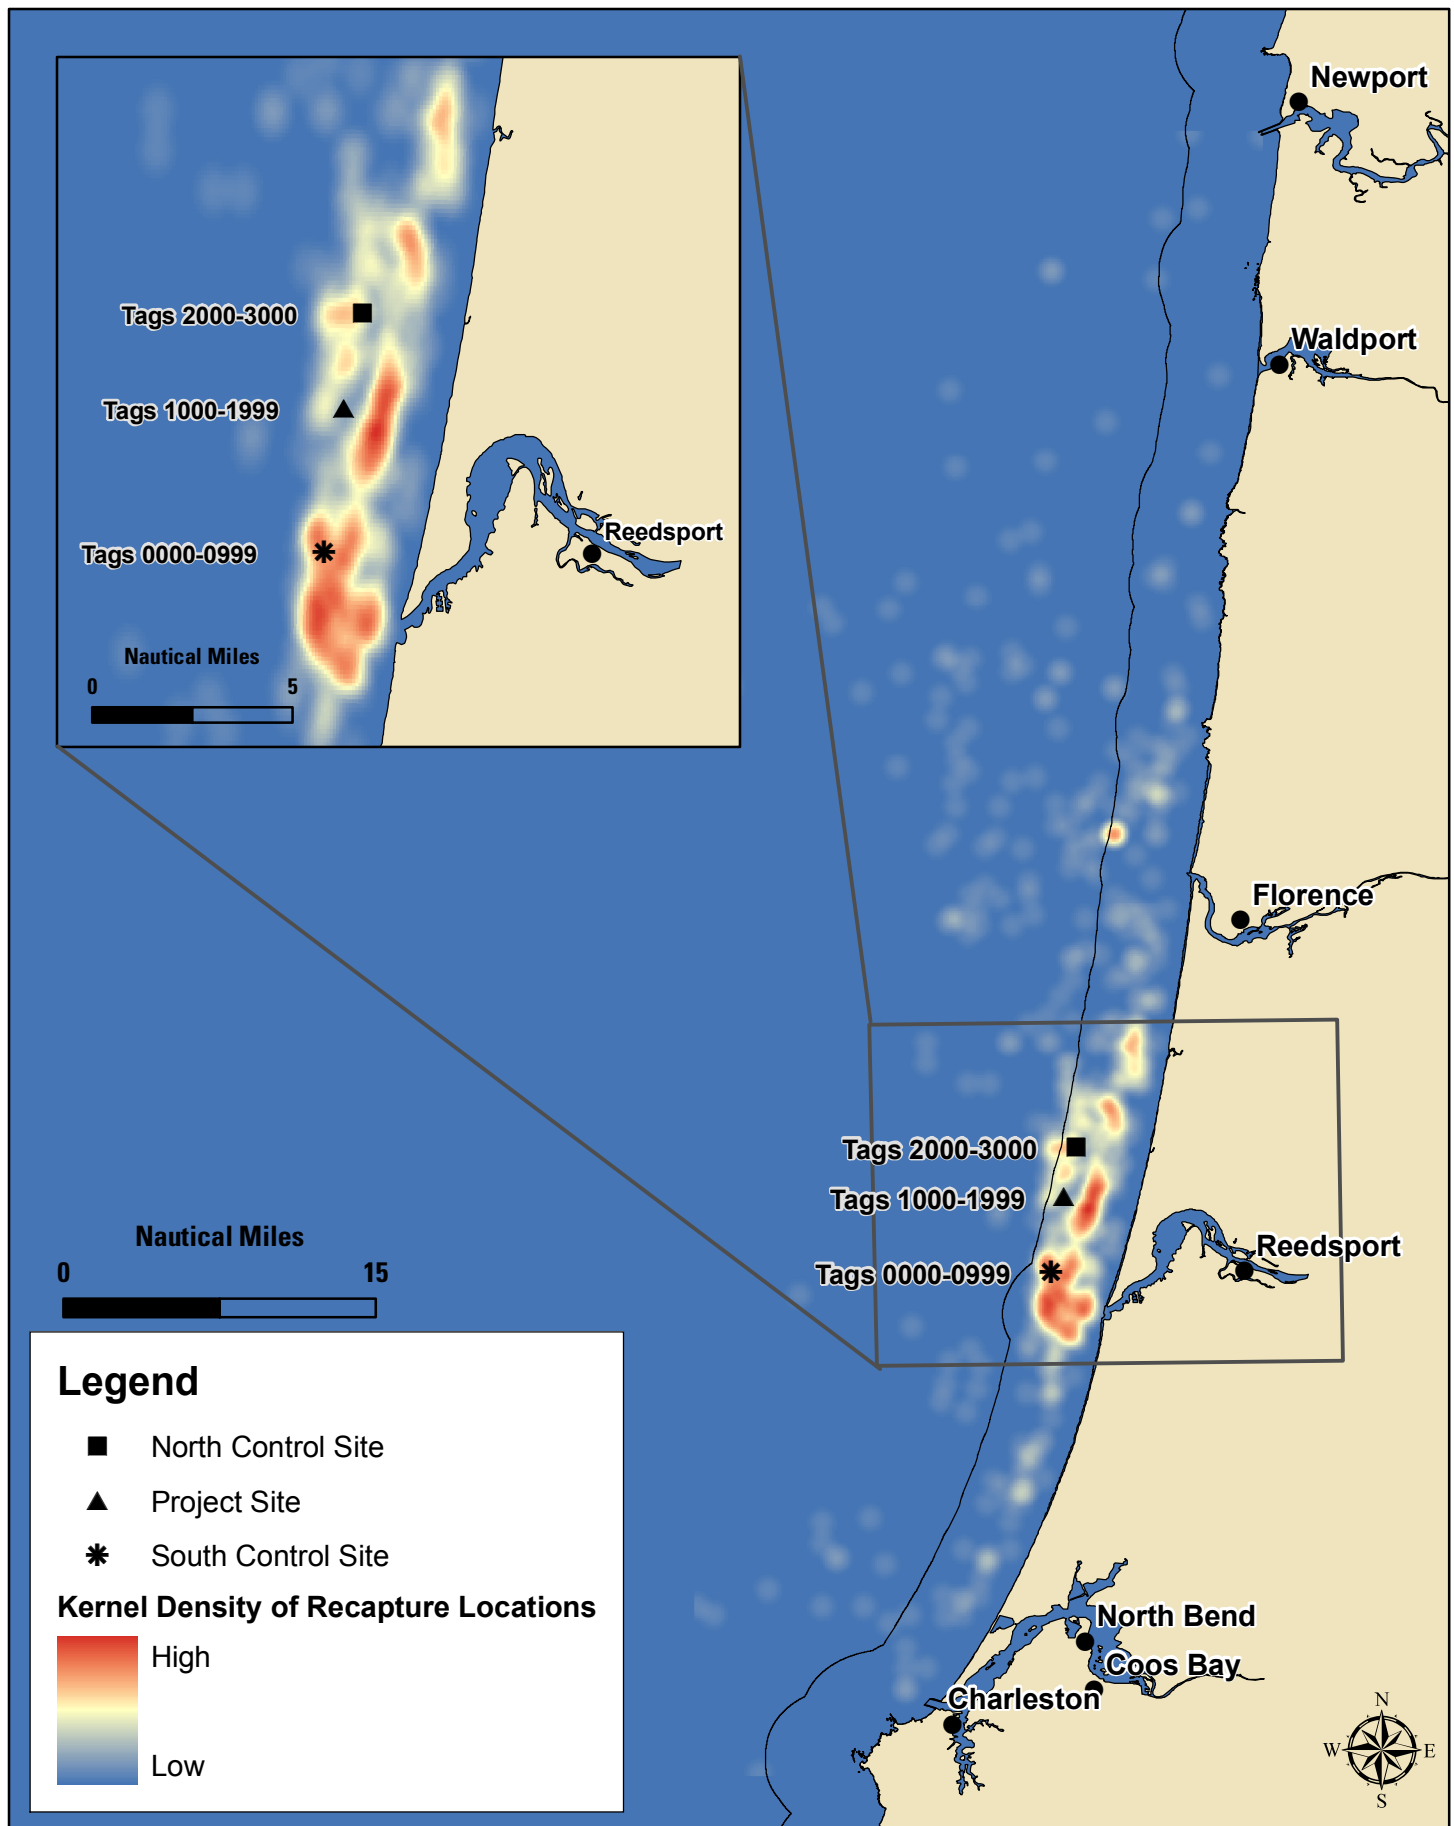 Newport
Waldport
Florence
Reedsport
North Bend
Coos Bay
Charleston
Tags 2000-3000
Tags 1000-1999
Tags 0000-0999
Reedsport
Nautical Miles
0 5
Tags 2000-3000
Tags 1000-1999
Tags 0000-0999
Nautical Miles
0 15
Legend
North Control Site
Project Site
South Control Site
Kernel Density of Recapture Locations
High
Low
N
W E
S